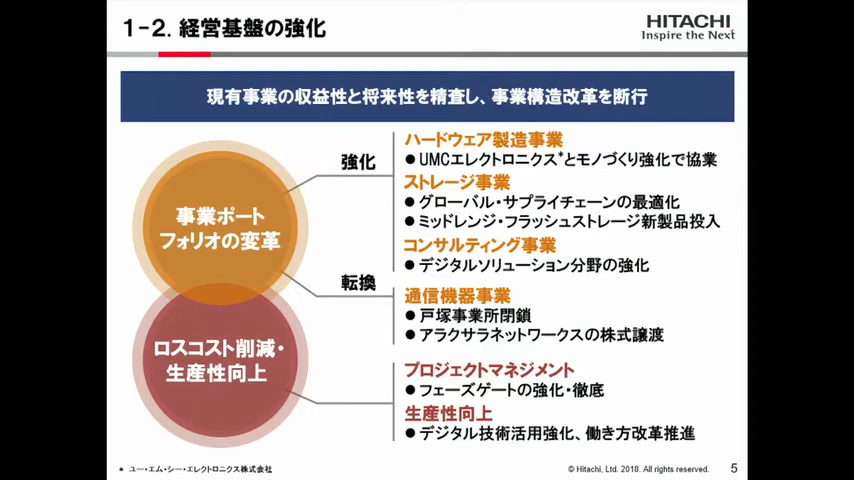 1-2. 経営基盤の強化
HITACHI
Inspire the Next
現有事業の収益性と将来性を精査し、事業構造改革を断行
事業ポート
フォリオの変革
強化
ハードウェア製造事業
●UMCエレクトロニクス*とモノづくり強化で協業
ストレージ事業
●グローバル・サプライチェーンの最適化
●ミッドレンジ・フラッシュストレージ新製品投入
コンサルティング事業
●デジタルソリューション分野の強化
転換
通信機器事業
●戸塚事業所閉鎖
●アラクサラネットワークスの株式譲渡
ロスコスト削減・
生産性向上
プロジェクトマネジメント
●フェーズゲートの強化・徹底
生産性向上
●デジタル技術活用強化、働き方改革推進
* ユー・エム・シー・エレクトロニクス株式会社
© Hitachi, Ltd. 2018. All rights reserved.
5